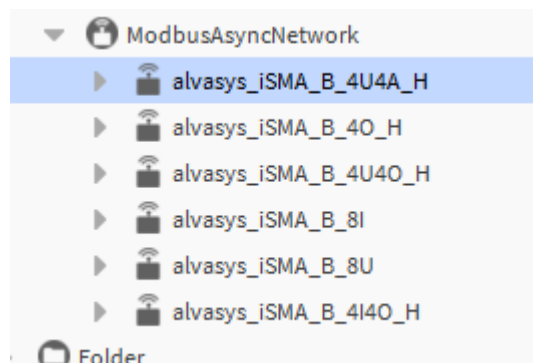 ModbusAsyncNetwork
alvasys_iSMA_B_4U4A_H
alvasys_iSMA_B_4O_H
alvasys_iSMA_B_4U4O_H
alvasys_iSMA_B_8I
alvasys_iSMA_B_8U
alvasys_iSMA_B_4I4O_H
Folder